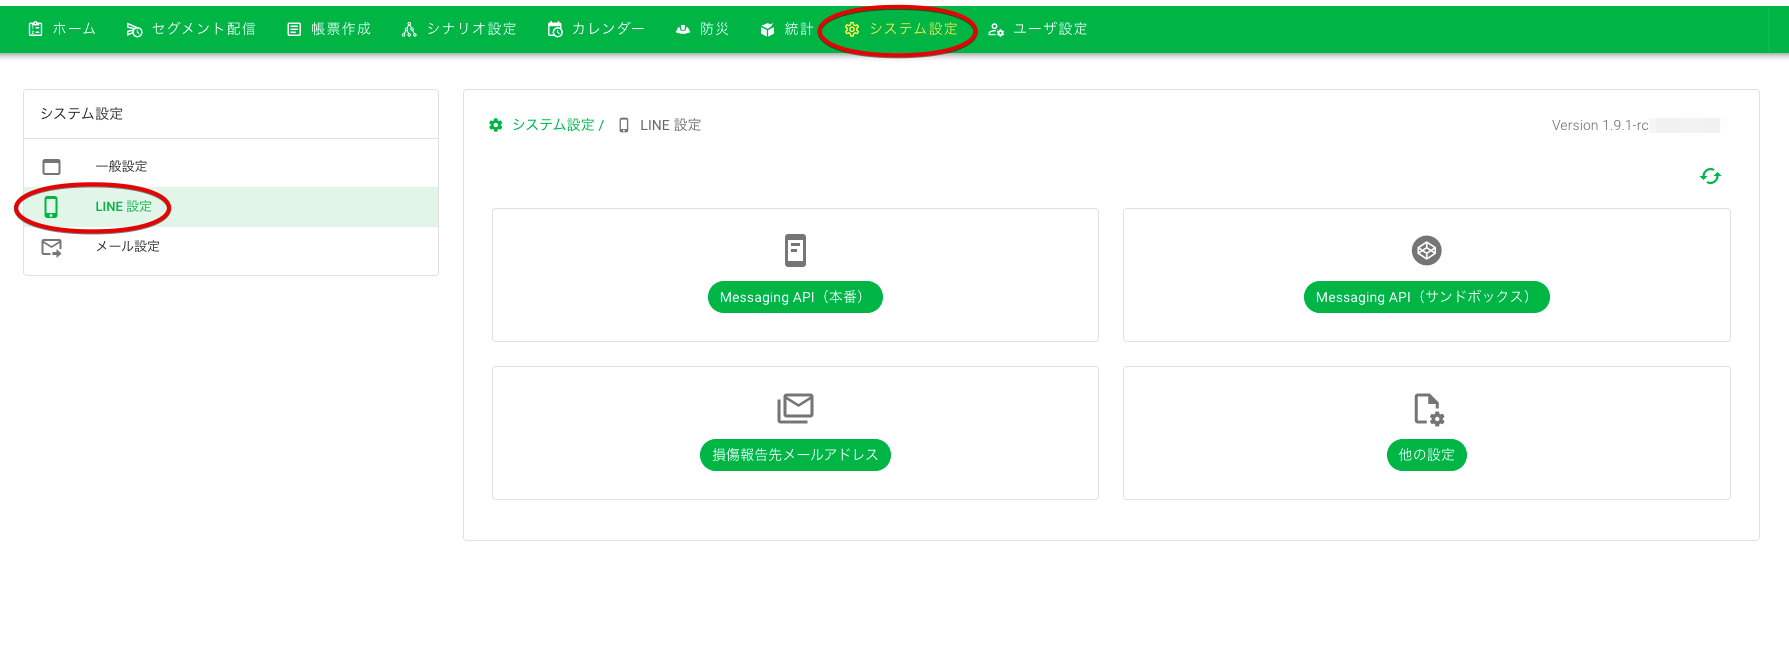 ホーム セグメント配信 帳票作成 シナリオ設定 カレンダー 防災 統計 システム設定 ユーザ設定
システム設定
一般設定
LINE 設定
メール設定
システム設定 / LINE 設定
Version 1.9.1-rc
Messaging API（本番）
Messaging API（サンドボックス）
損傷報告先メールアドレス
他の設定